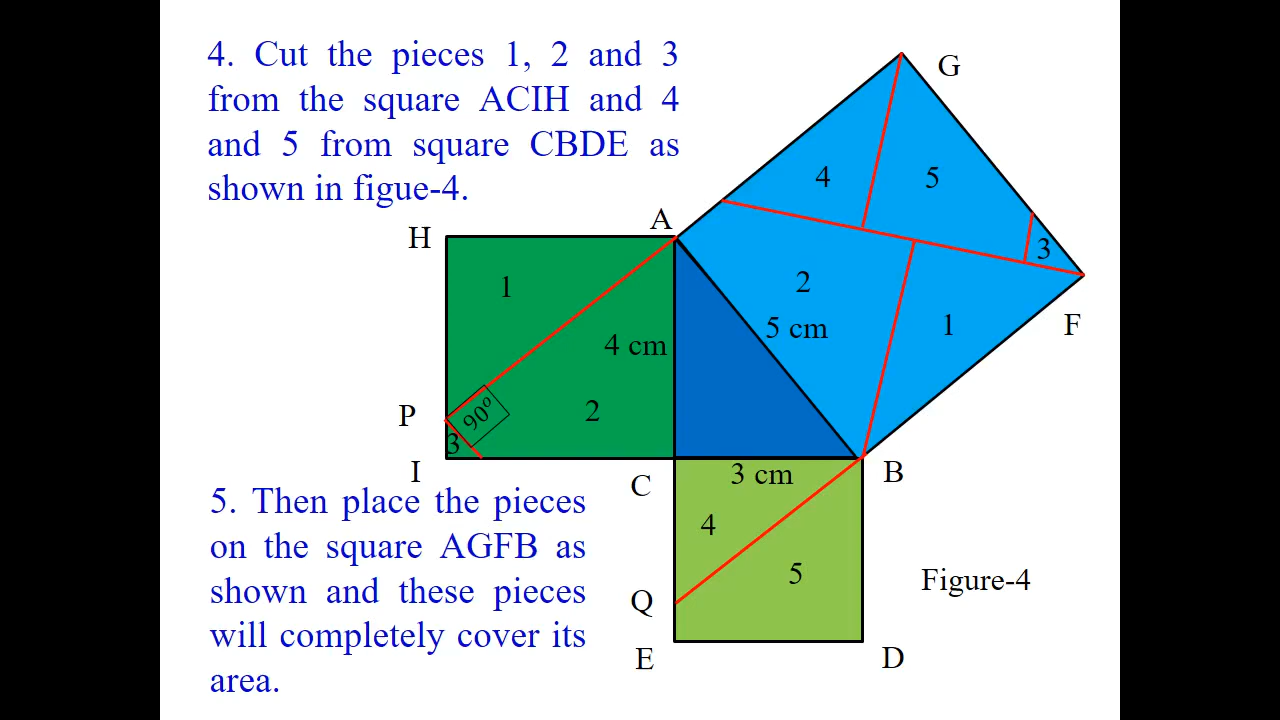 4. Cut the pieces 1, 2 and 3
from the square ACIH and 4
and 5 from square CBDE as
shown in figue-4.
G
4
5
A
H
3
1
2
5 cm
F
1
4 cm
P
90º
2
3
I
C
3 cm
B
5. Then place the pieces
on the square AGFB as
shown and these pieces
will completely cover its
area.
4
5
Figure-4
Q
E
D